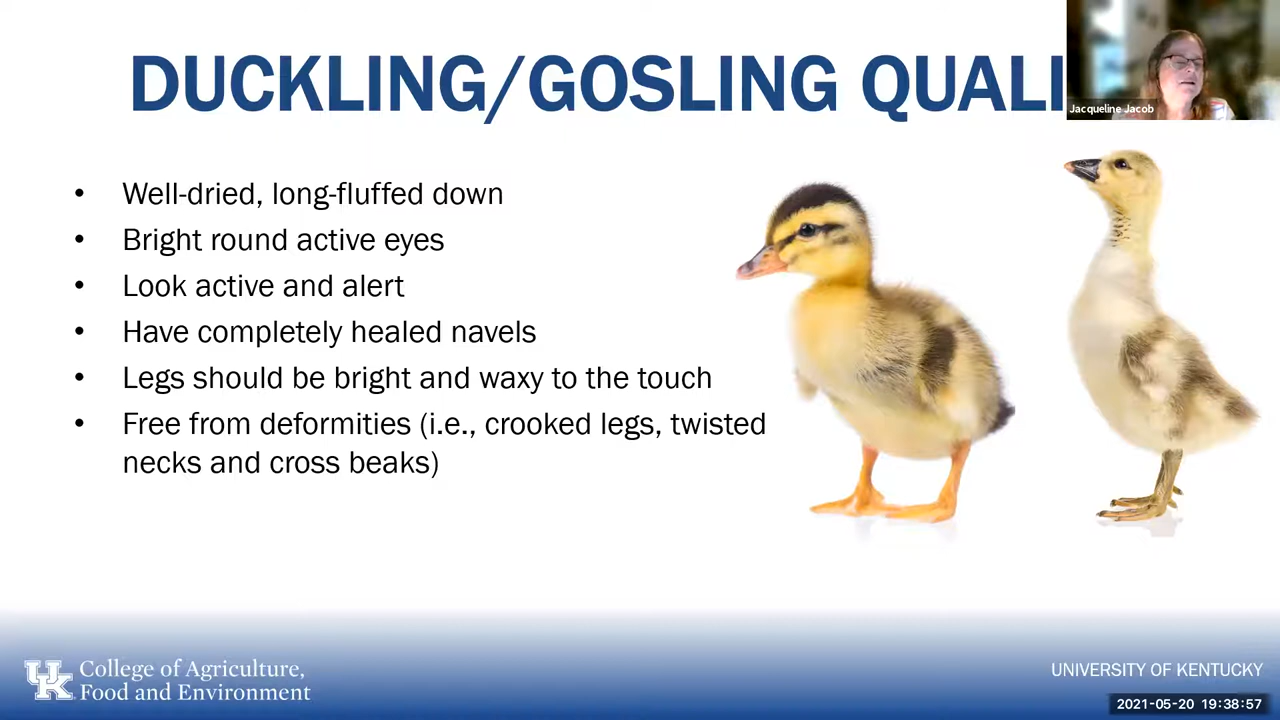 DUCKLING/GOSLING QUALI
Jacqueline Jacob
• Well-dried, long-fluffed down
• Bright round active eyes
• Look active and alert
• Have completely healed navels
• Legs should be bright and waxy to the touch
• Free from deformities (i.e., crooked legs, twisted
necks and cross beaks)
UK
College of Agriculture,
Food and Environment
UNIVERSITY OF KENTUCKY
2021-05-20 19:38:57